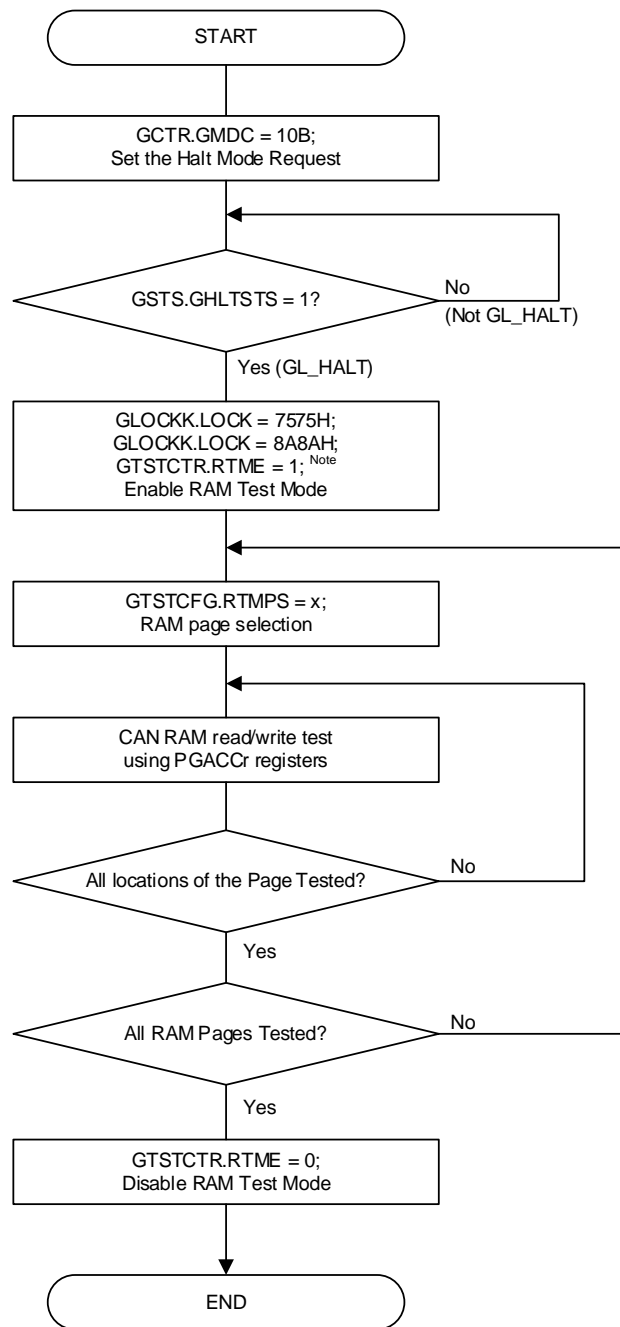 START
GCTR.GMDC = 10B;
Set the Halt Mode Request
GSTS.GHLTSTS = 1?
No
(Not GL_HALT)
Yes (GL_HALT)
GLOCKK.LOCK = 7575H;
GLOCKK.LOCK = 8A8AH;
GTSTCTR.RTME = 1; Note
Enable RAM Test Mode
GTSTCFG.RTMPS = x;
RAM page selection
CAN RAM read/write test
using PGACCr registers
All locations of the Page Tested?
No
Yes
All RAM Pages Tested?
No
Yes
GTSTCTR.RTME = 0;
Disable RAM Test Mode
END